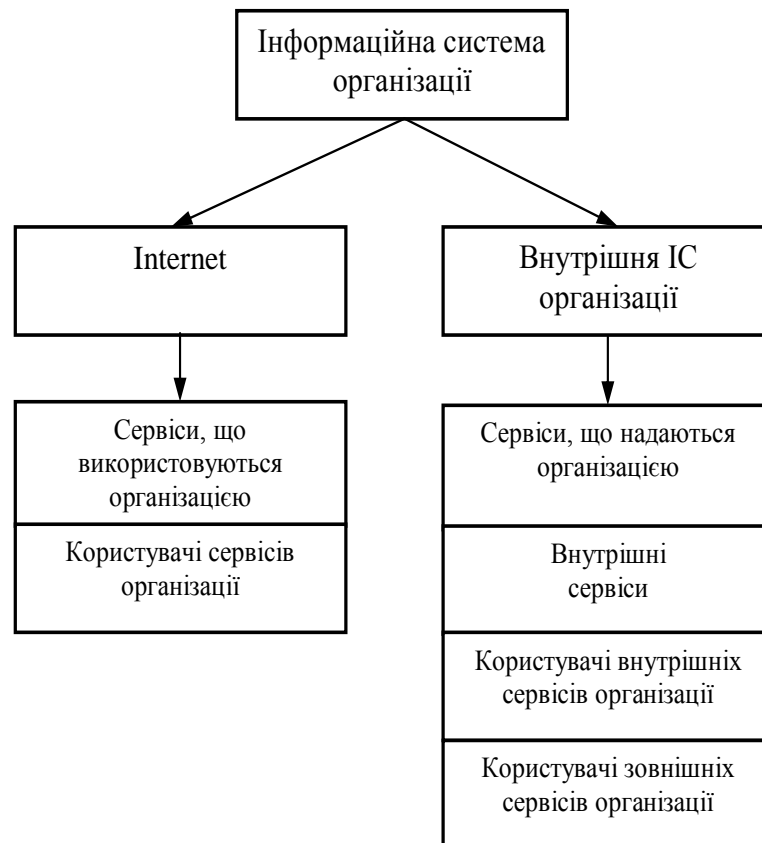 Інформаційна система
організації
Internet
Внутрішня ІС
організації
Сервіси, що
використовуються
організацією
Користувачі сервісів
організації
Сервіси, що надаються
організацією
Внутрішні
сервіси
Користувачі внутрішніх
сервісів організації
Користувачі зовнішніх
сервісів організації